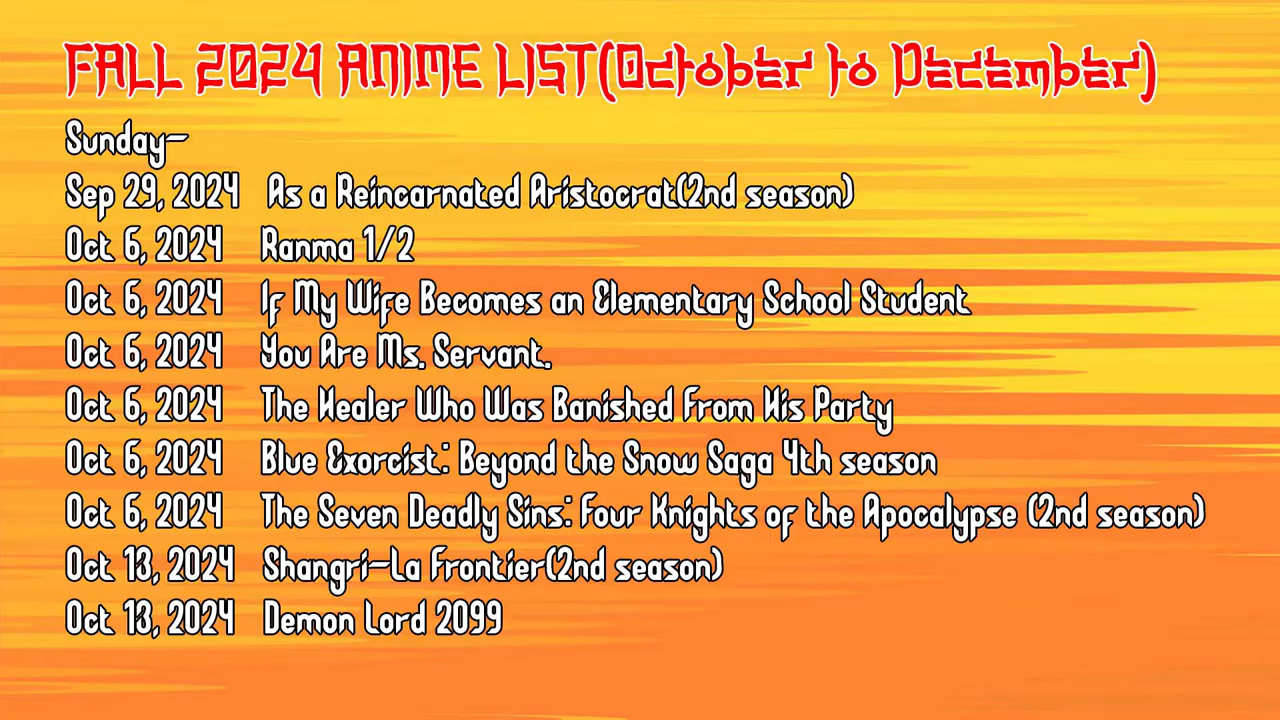 FALL 2024 ANIME LIST(October to December)
Sunday-
Sep 29, 2024 As a Reincarnated Aristocrat(2nd season)
Oct 6, 2024 Ranma 1/2
Oct 6, 2024 If My Wife Becomes an Elementary School Student
Oct 6, 2024 You Are Ms. Servant.
Oct 6, 2024 The Healer Who Was Banished From His Party
Oct 6, 2024 Blue Exorcist: Beyond the Snow Saga 4th season
Oct 6, 2024 The Seven Deadly Sins: Four Knights of the Apocalypse (2nd season)
Oct 13, 2024 Shangri-La Frontier(2nd season)
Oct 13, 2024 Demon Lord 2099